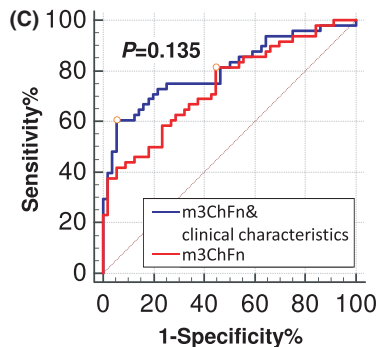 (C)
P=0.135
Sensitivity%
100
80
60
40
20
0
m3ChFn&
clinical characteristics
m3ChFn
0 20 40 60 80 100
1-Specificity%